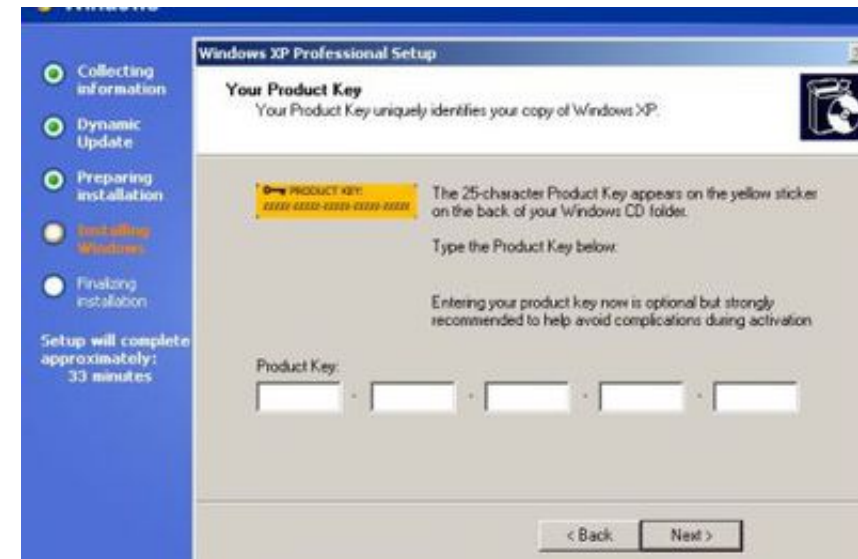 Windows XP Professional Setup
Collecting
information
Dynamic
Update
Preparing
installation
Installing
Windows
Finalizing
installation
Setup will complete
approximately:
33 minutes
Your Product Key
Your Product Key uniquely identifies your copy of Windows XP.
PRODUCT KEY:
The 25-character Product Key appears on the yellow sticker
on the back of your Windows CD folder.
Type the Product Key below:
Entering your product key now is optional but strongly
recommended to help avoid complications during activation
Product Key:
< Back
Next >